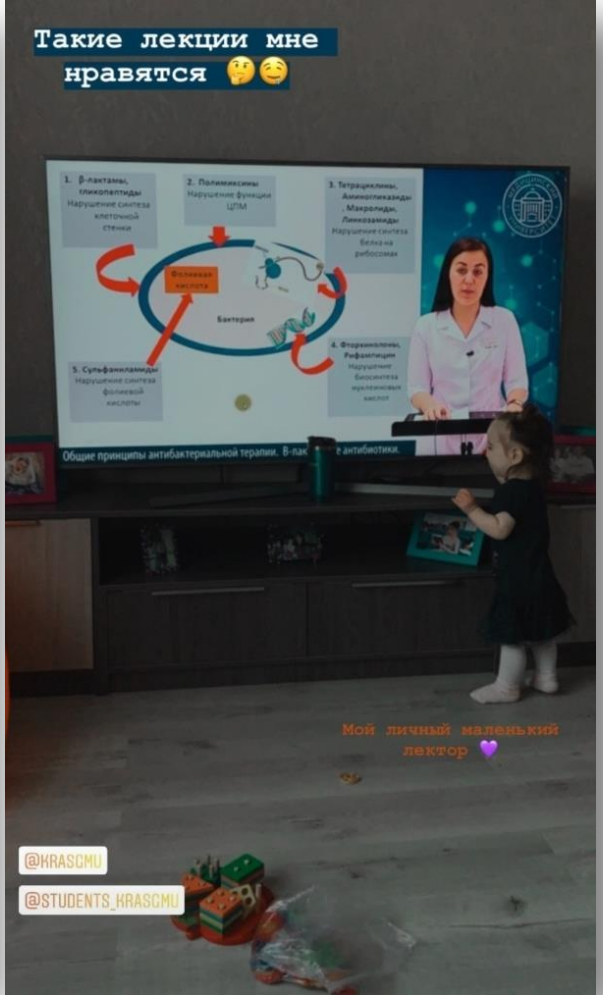 Такие лекции мне
нравятся 🤔🤤
1. β-лактамы,
гликопептиды
Нарушение синтеза
клеточной
стенки
2. Полимиксины
Нарушение функции
ЦПМ
3. Тетрациклины,
Аминогликозиды
, Макролиды,
Линкозамиды
Нарушение синтеза
белка на
рибосомах
Фолиевая
кислота
Бактерия
4. Фторхинолоны,
Рифампицин
Нарушение
биосинтеза
нуклеиновых
кислот
5. Сульфаниламиды
Нарушение синтеза
фолиевой
кислоты
Общие принципы антибактериальной терапии. В-лак е антибиотики.
Мой личный маленький
лектор 💜
@KRASGMU
@STUDENTS_KRASGMU